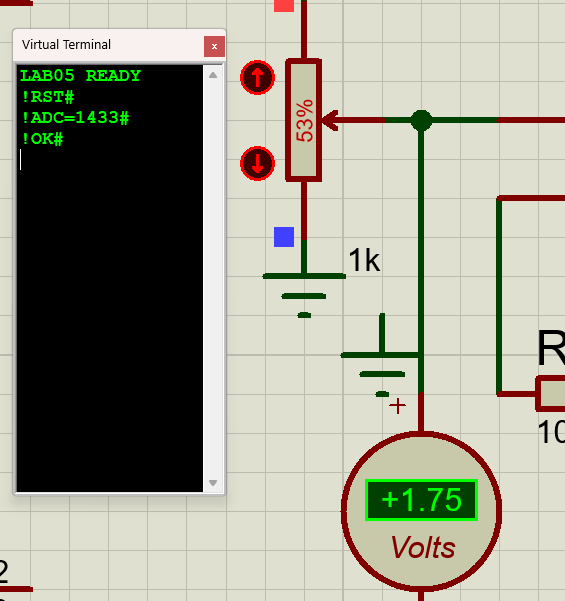 Virtual Terminal
x
LAB05 READY
!RST#
!ADC=1433#
!OK#
53%
1k
R
10
+
+1.75
Volts
2